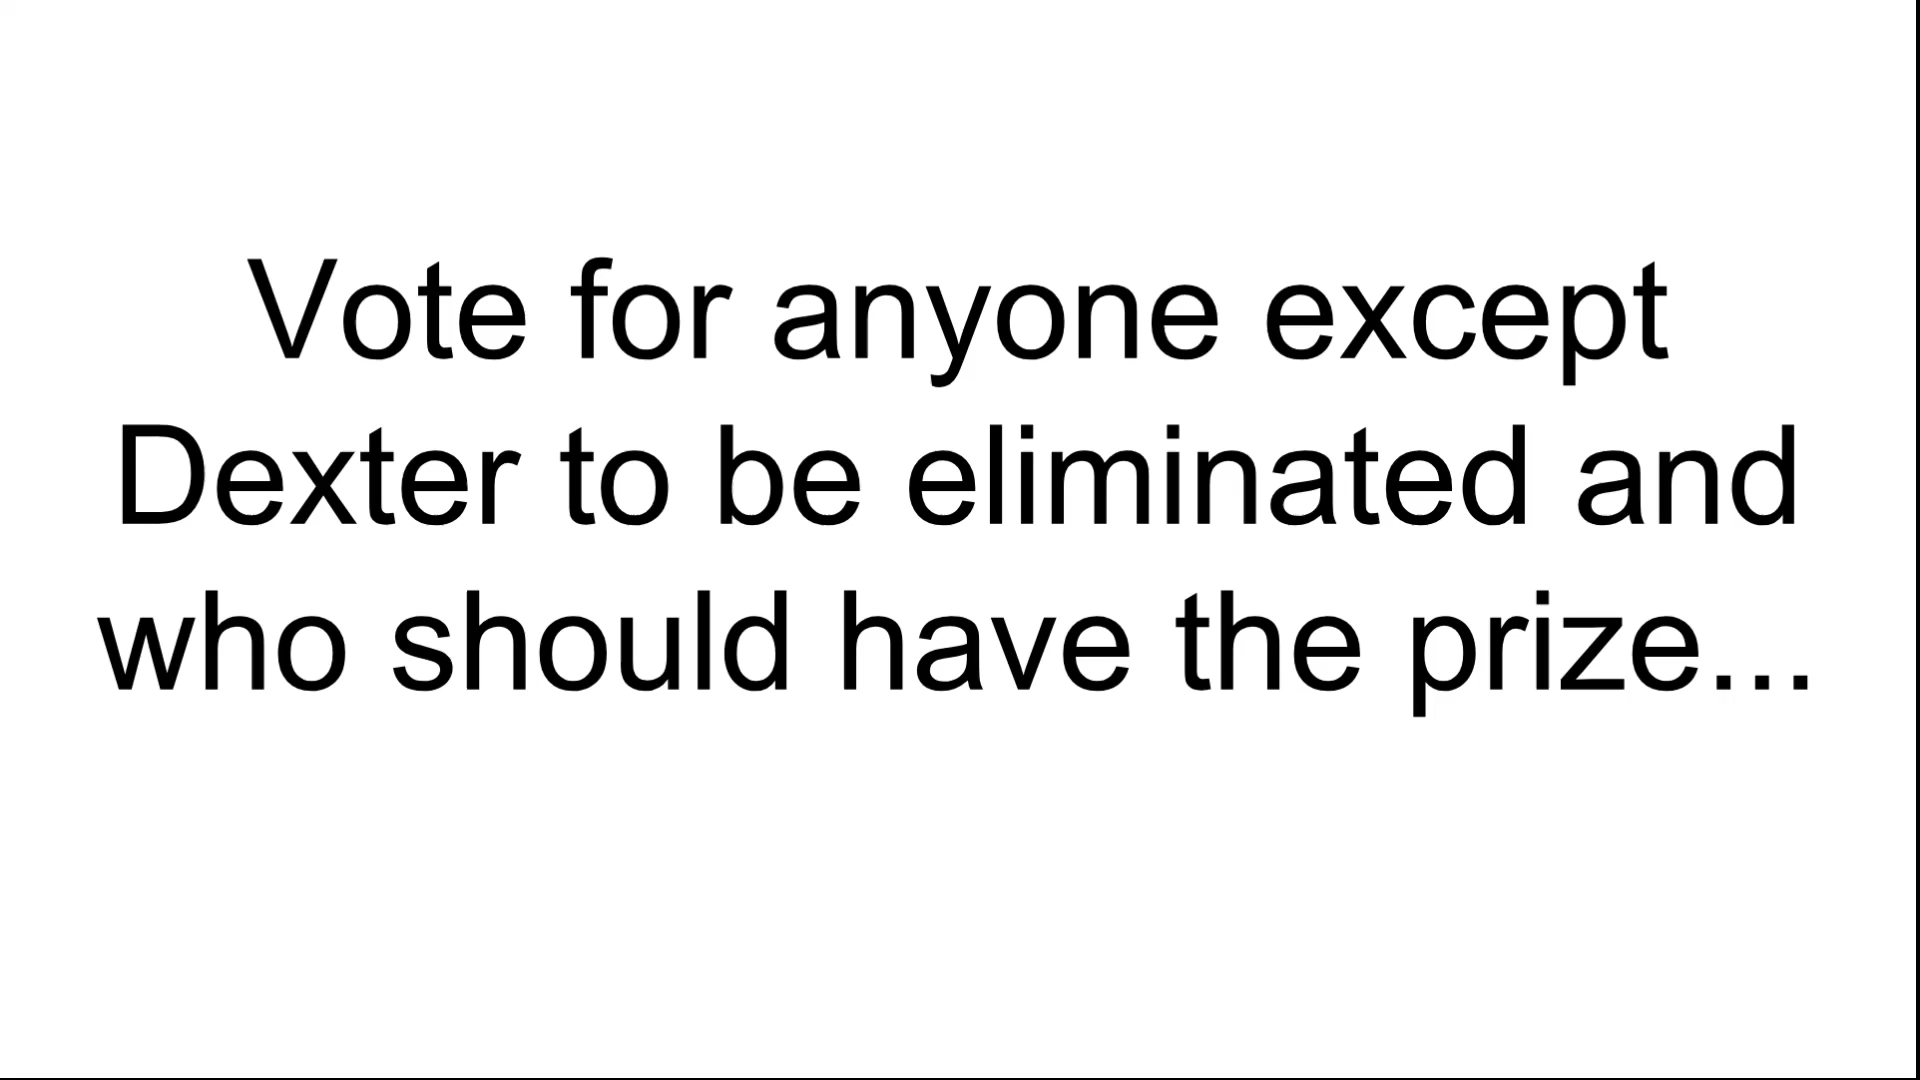 Vote for anyone except
Dexter to be eliminated and
who should have the prize...